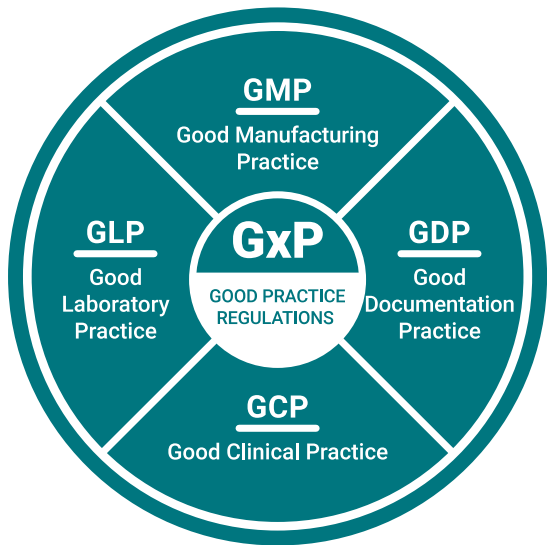 GMP
Good Manufacturing
Practice
GLP
Good
Laboratory
Practice
GxP
GOOD PRACTICE
REGULATIONS
GDP
Good
Documentation
Practice
GCP
Good Clinical Practice